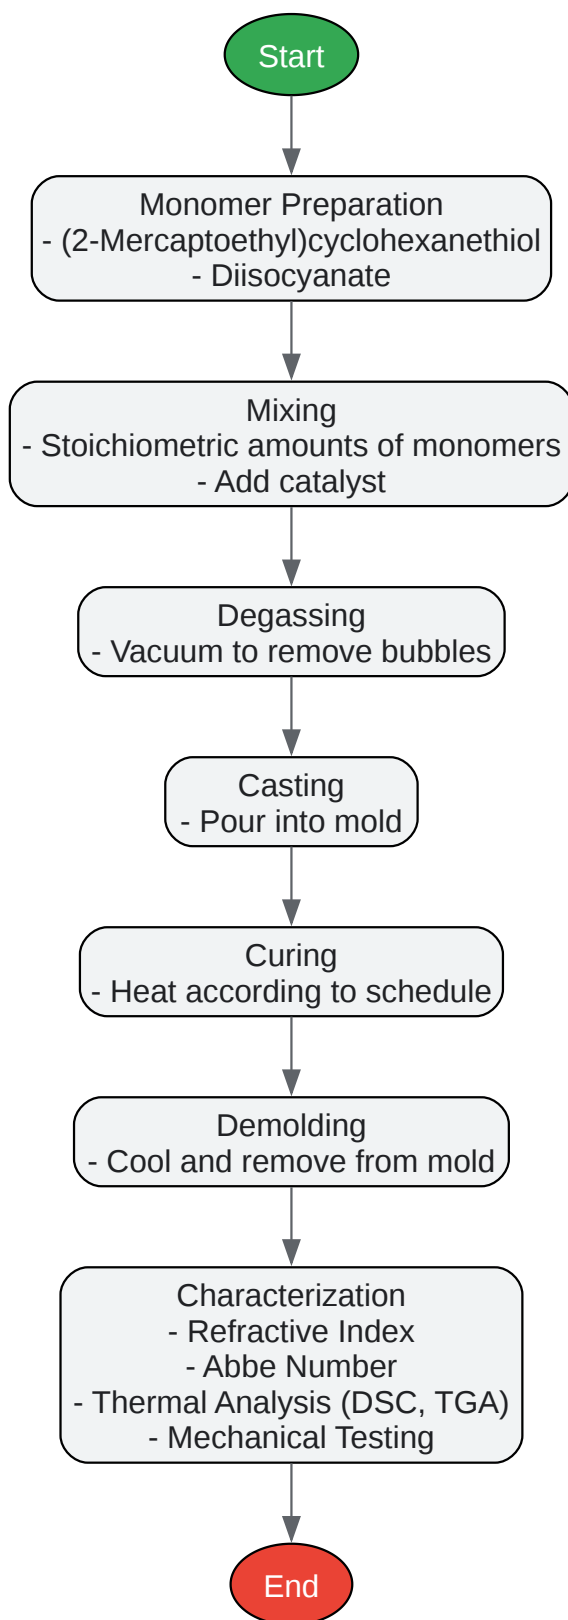 Start
Monomer Preparation
- (2-Mercaptoethyl)cyclohexanethiol
- Diisocyanate
Mixing
- Stoichiometric amounts of monomers
- Add catalyst
Degassing
- Vacuum to remove bubbles
Casting
- Pour into mold
Curing
- Heat according to schedule
Demolding
- Cool and remove from mold
Characterization
- Refractive Index
- Abbe Number
- Thermal Analysis (DSC, TGA)
- Mechanical Testing
End